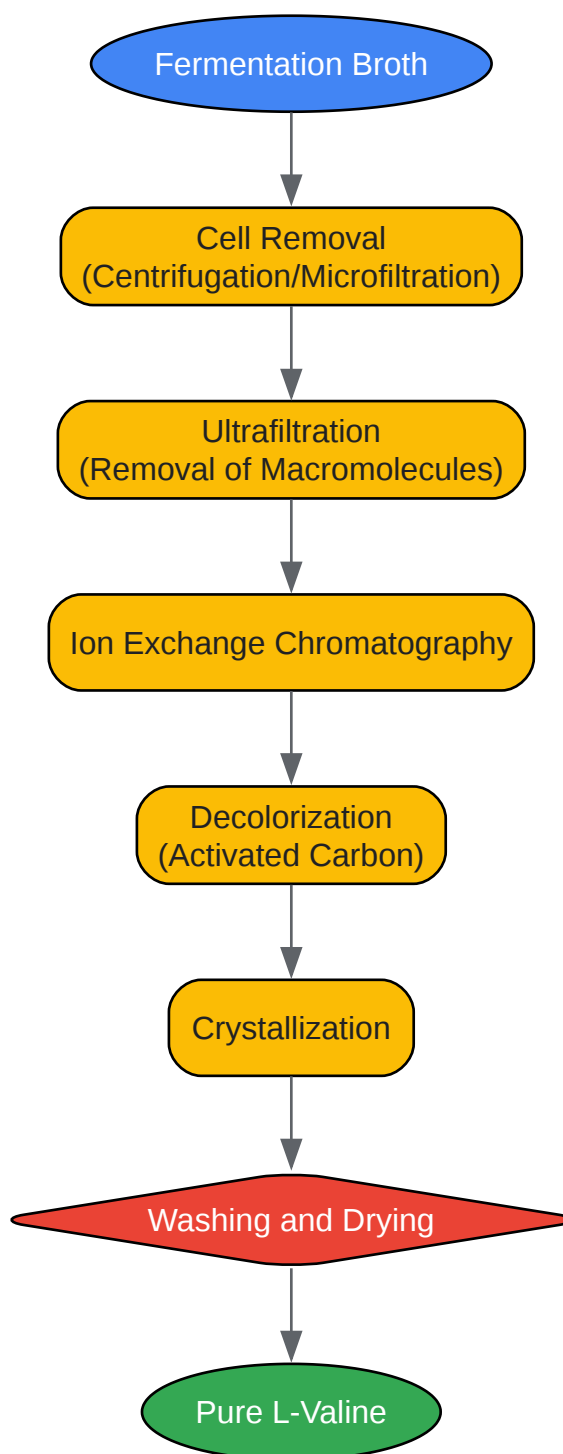 Fermentation Broth
Cell Removal
(Centrifugation/Microfiltration)
Ultrafiltration
(Removal of Macromolecules)
Ion Exchange Chromatography
Decolorization
(Activated Carbon)
Crystallization
Washing and Drying
Pure L-Valine